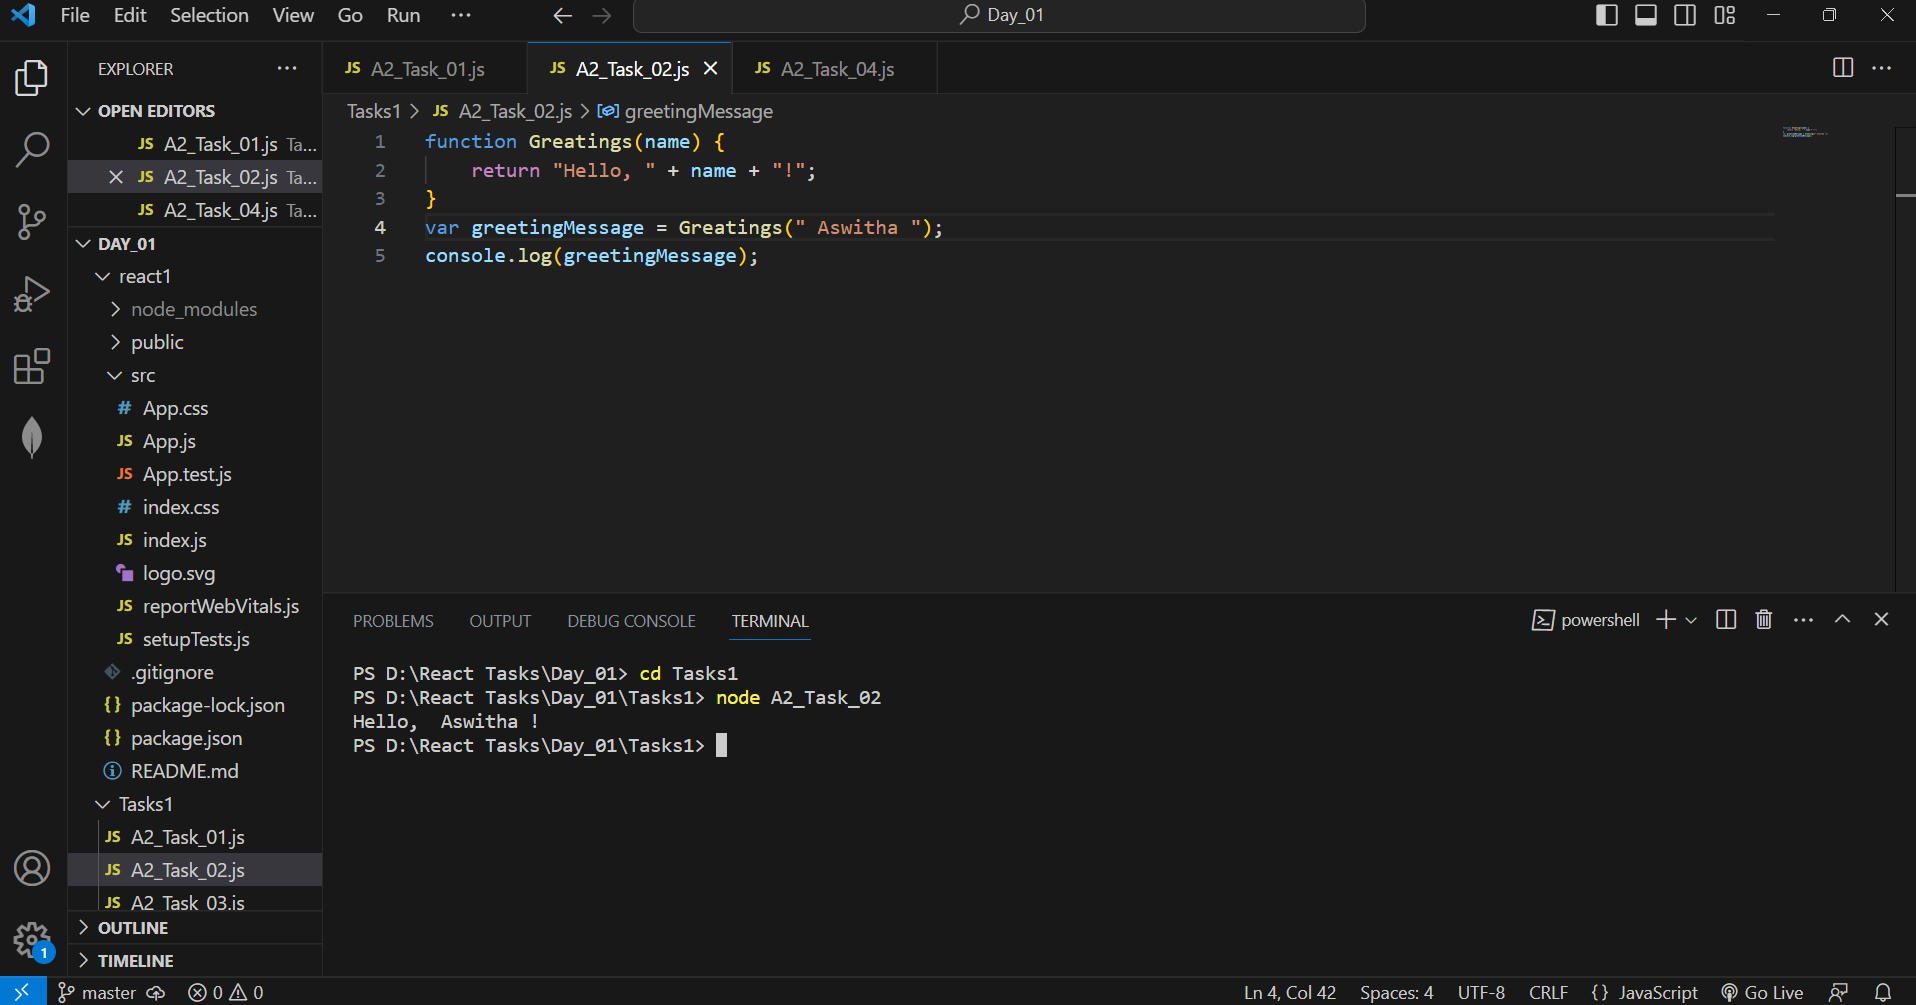 File Edit Selection View Go Run ··· Day_01
EXPLORER ···
OPEN EDITORS
JS A2_Task_01.js Ta...
JS A2_Task_02.js Ta...
JS A2_Task_04.js Ta...
DAY_01
react1
node_modules
public
src
# App.css
JS App.js
JS App.test.js
# index.css
JS index.js
logo.svg
JS reportWebVitals.js
JS setupTests.js
.gitignore
{} package-lock.json
{} package.json
README.md
Tasks1
JS A2_Task_01.js
JS A2_Task_02.js
JS A2_Task_03.js
OUTLINE
TIMELINE
1
JS A2_Task_01.js JS A2_Task_02.js JS A2_Task_04.js
Tasks1 > JS A2_Task_02.js > greetingMessage
1 function Greatings(name) {
2 return "Hello, " + name + "!";
3 }
4 var greetingMessage = Greatings(" Aswitha ");
5 console.log(greetingMessage);
PROBLEMS OUTPUT DEBUG CONSOLE TERMINAL powershell
PS D:\React Tasks\Day_01> cd Tasks1
PS D:\React Tasks\Day_01\Tasks1> node A2_Task_02
Hello,  Aswitha !
PS D:\React Tasks\Day_01\Tasks1>
master 0 0 Ln 4, Col 42 Spaces: 4 UTF-8 CRLF {} JavaScript Go Live